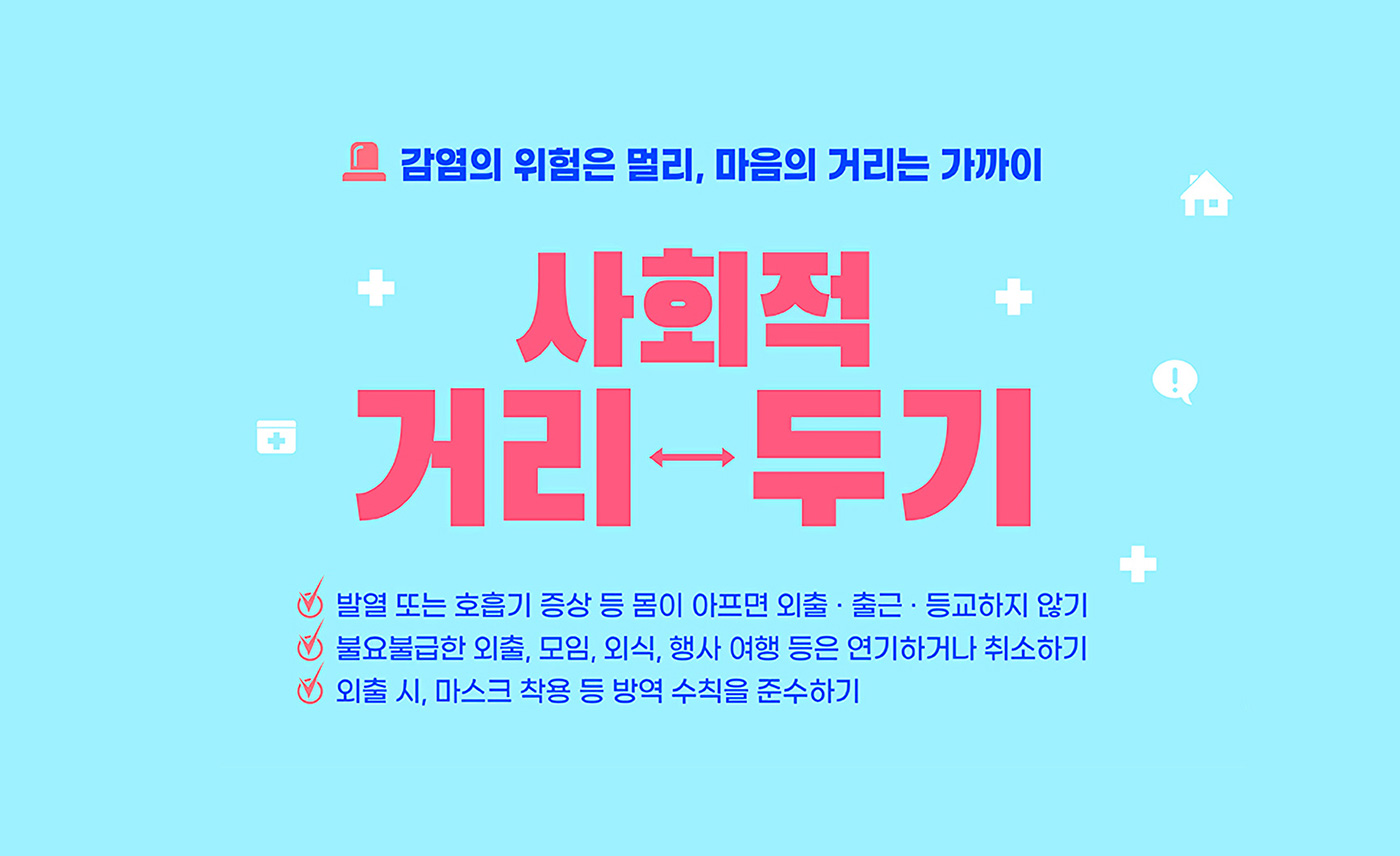 감염의 위험은 멀리, 마음의 거리는 가까이
사회적
거리↔두기
발열 또는 호흡기 증상 등 몸이 아프면 외출 · 출근 · 등교하지 않기
불요불급한 외출, 모임, 외식, 행사 여행 등은 연기하거나 취소하기
외출 시, 마스크 착용 등 방역 수칙을 준수하기